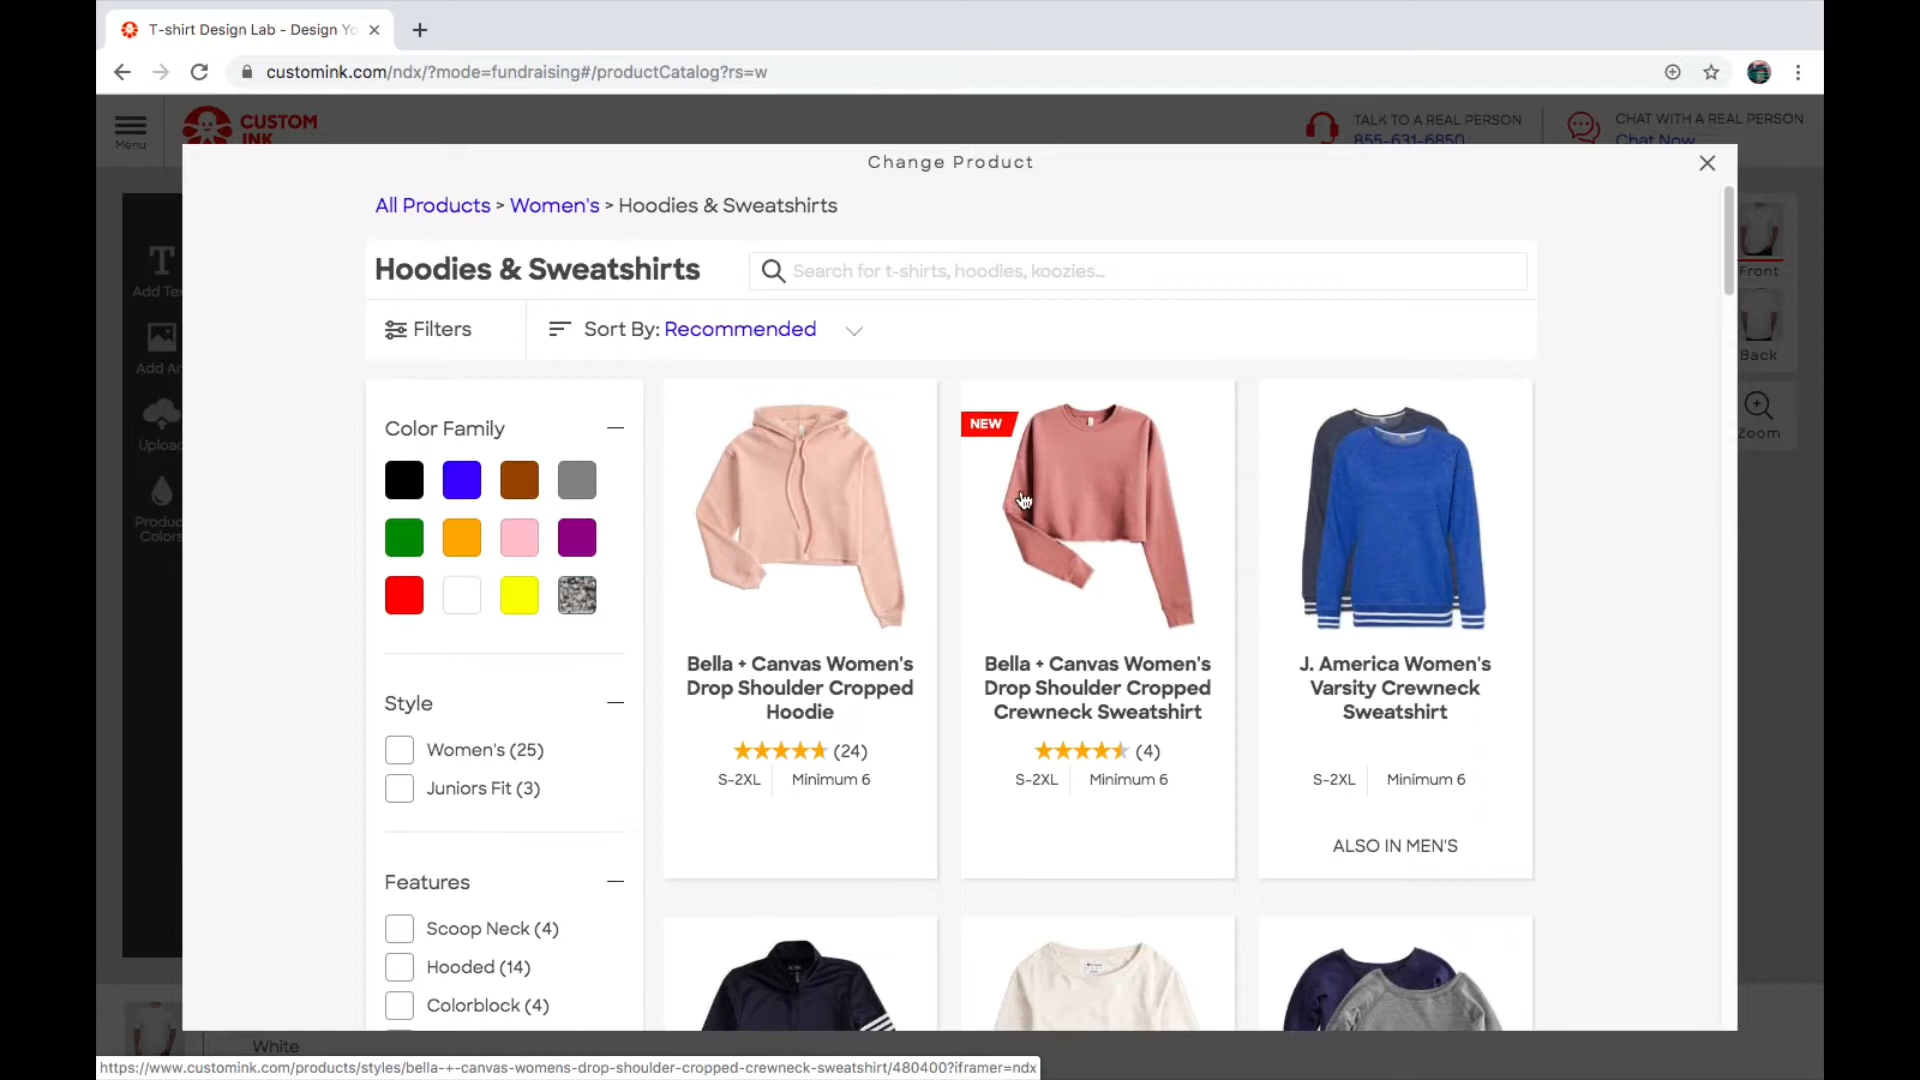 T-shirt Design Lab - Design Yo
customink.com/ndx/?mode=fundraising#/productCatalog?rs=w
Menu
CUSTOM
INK
TALK TO A REAL PERSON
855-631-6850
CHAT WITH A REAL PERSON
Chat Now
Change Product
All Products > Women's > Hoodies & Sweatshirts
Hoodies & Sweatshirts
Search for t-shirts, hoodies, koozies...
Filters
Sort By: Recommended
Add Tex
Add Ar
Upload
Produc
Colors
Front
Back
Zoom
Color Family
Style
Women's (25)
Juniors Fit (3)
Features
Scoop Neck (4)
Hooded (14)
Colorblock (4)
Bella + Canvas Women's
Drop Shoulder Cropped
Hoodie
(24)
S-2XL
Minimum 6
NEW
Bella + Canvas Women's
Drop Shoulder Cropped
Crewneck Sweatshirt
(4)
S-2XL
Minimum 6
J. America Women's
Varsity Crewneck
Sweatshirt
S-2XL
Minimum 6
ALSO IN MEN'S
White
https://www.customink.com/products/styles/bella-+-canvas-womens-drop-shoulder-cropped-crewneck-sweatshirt/480400?iframer=ndx